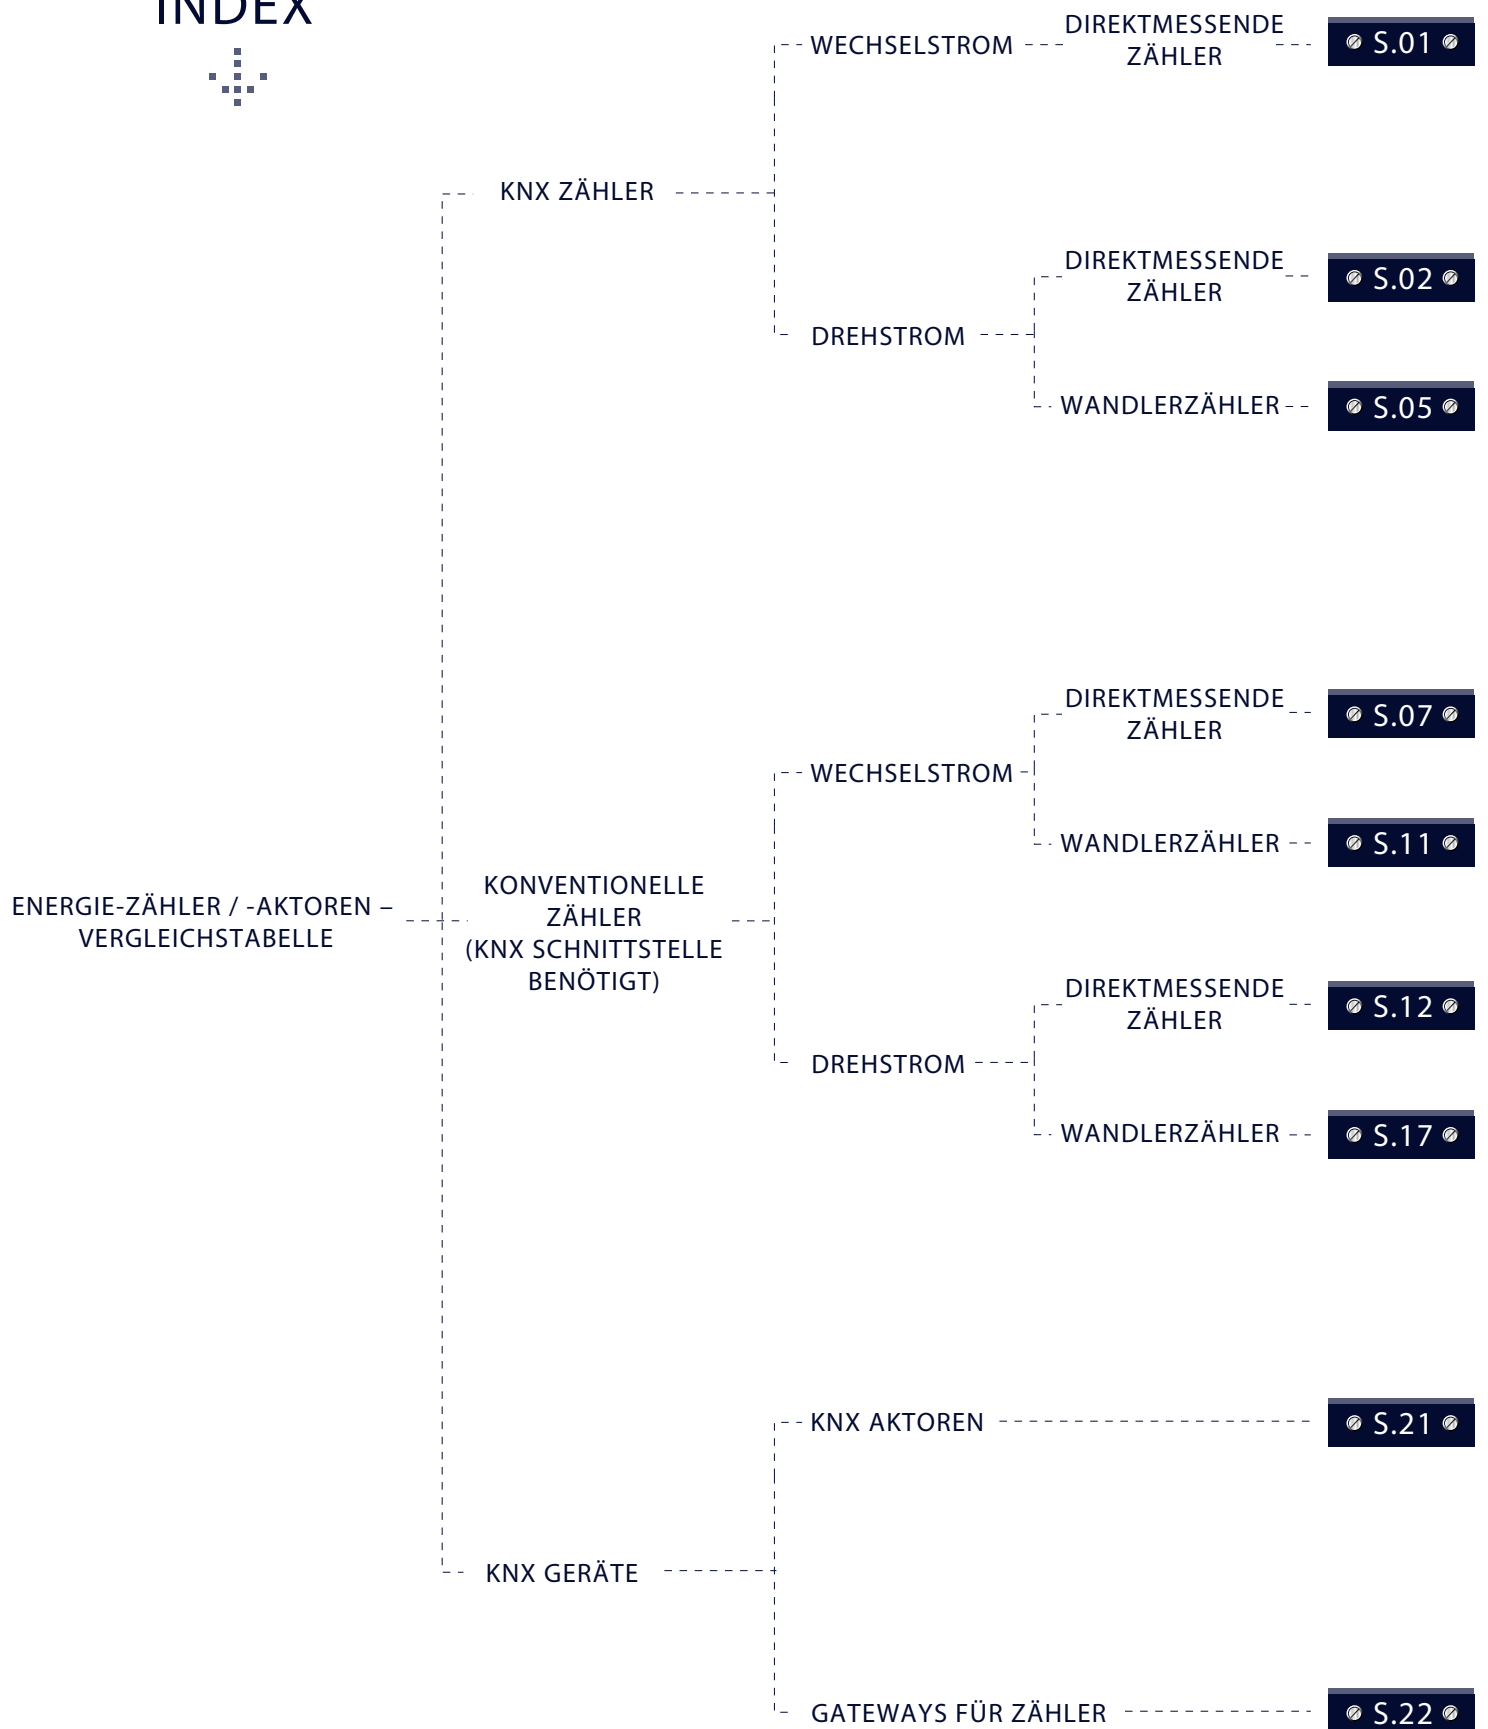 INDEX
WECHSELSTROM
DIREKTMESSENDE
ZÄHLER
S.01
KNX ZÄHLER
DIREKTMESSENDE
ZÄHLER
S.02
DREHSTROM
WANDLERZÄHLER
S.05
DIREKTMESSENDE
ZÄHLER
S.07
WECHSELSTROM
WANDLERZÄHLER
S.11
ENERGIE-ZÄHLER / -AKTOREN –
VERGLEICHSTABELLE
KONVENTIONELLE
ZÄHLER
(KNX SCHNITTSTELLE
BENÖTIGT)
DIREKTMESSENDE
ZÄHLER
S.12
DREHSTROM
WANDLERZÄHLER
S.17
KNX AKTOREN
S.21
KNX GERÄTE
GATEWAYS FÜR ZÄHLER
S.22